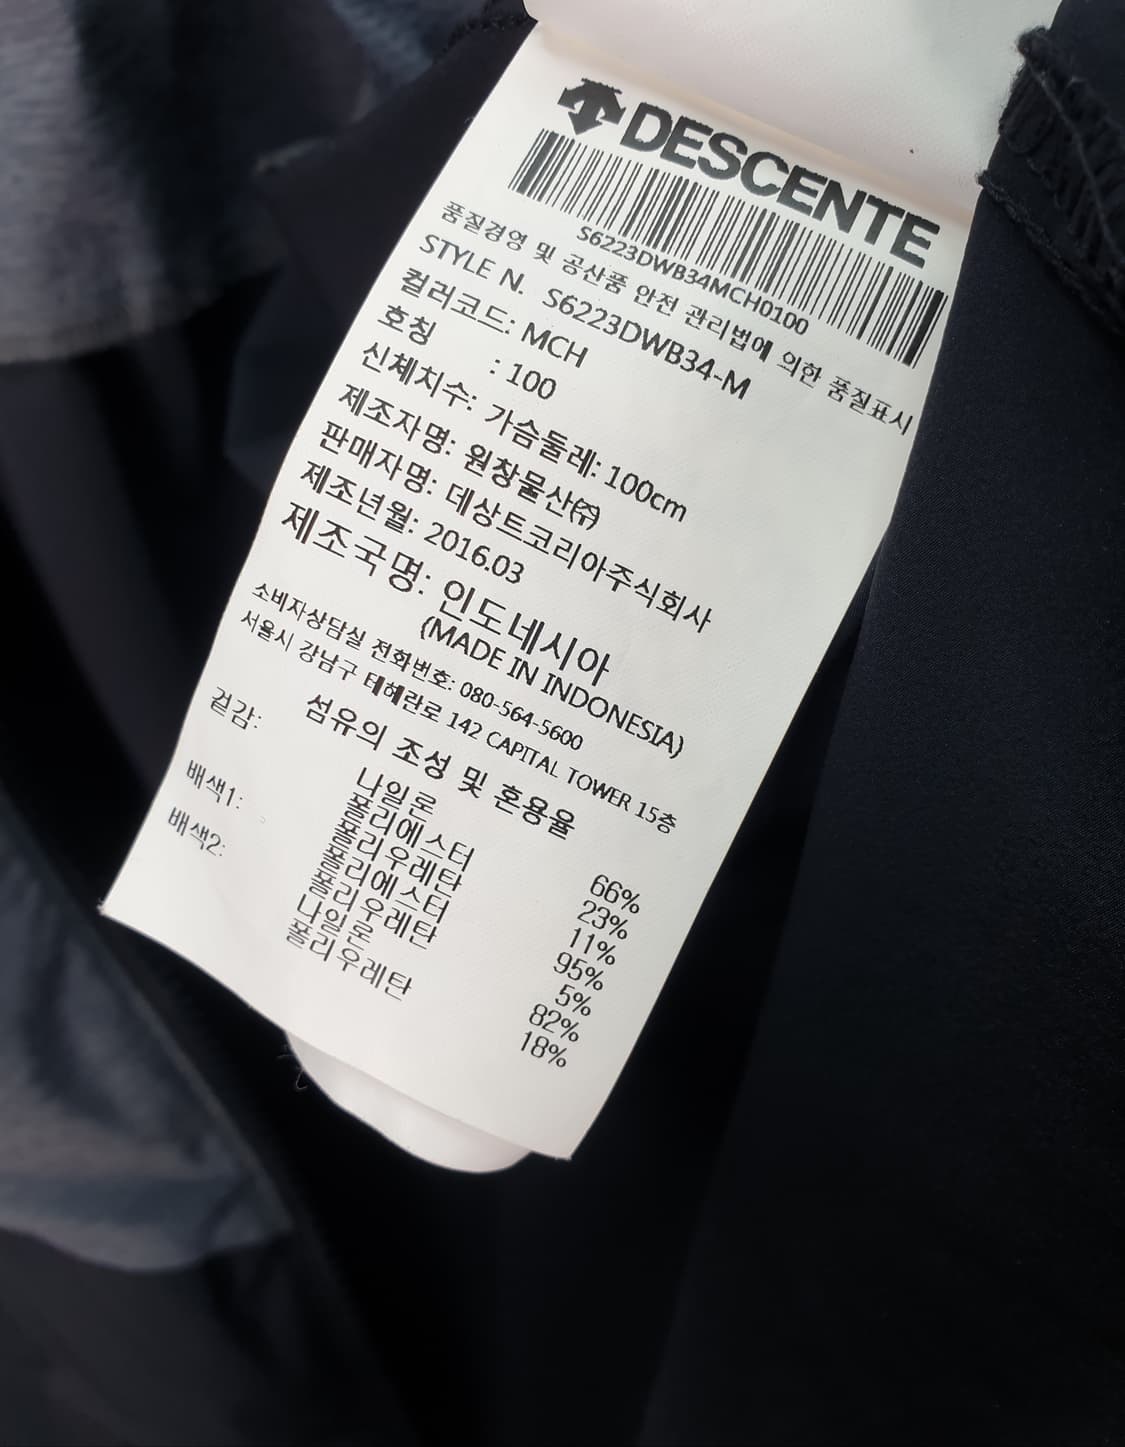 DESCENTE
S6223DWB34MCH0100
품질경영 및 공산품 안전 관리법에 의한 품질표시
STYLE N. S6223DWB34-M
컬러코드: MCH
호칭 : 100
신체치수: 가슴둘레: 100cm
제조자명: 원창물산㈜
판매자명: 데상트코리아주식회사
제조년월: 2016.03
제조국명: 인도네시아
(MADE IN INDONESIA)
소비자상담실 전화번호: 080-564-5600
서울시 강남구 테헤란로 142 CAPITAL TOWER 15층
섬유의 조성 및 혼용율
겉감: 나일론 66%
폴리에스터 23%
폴리우레탄 11%
배색1: 폴리에스터 95%
폴리우레탄 5%
배색2: 나일론 82%
폴리우레탄 18%